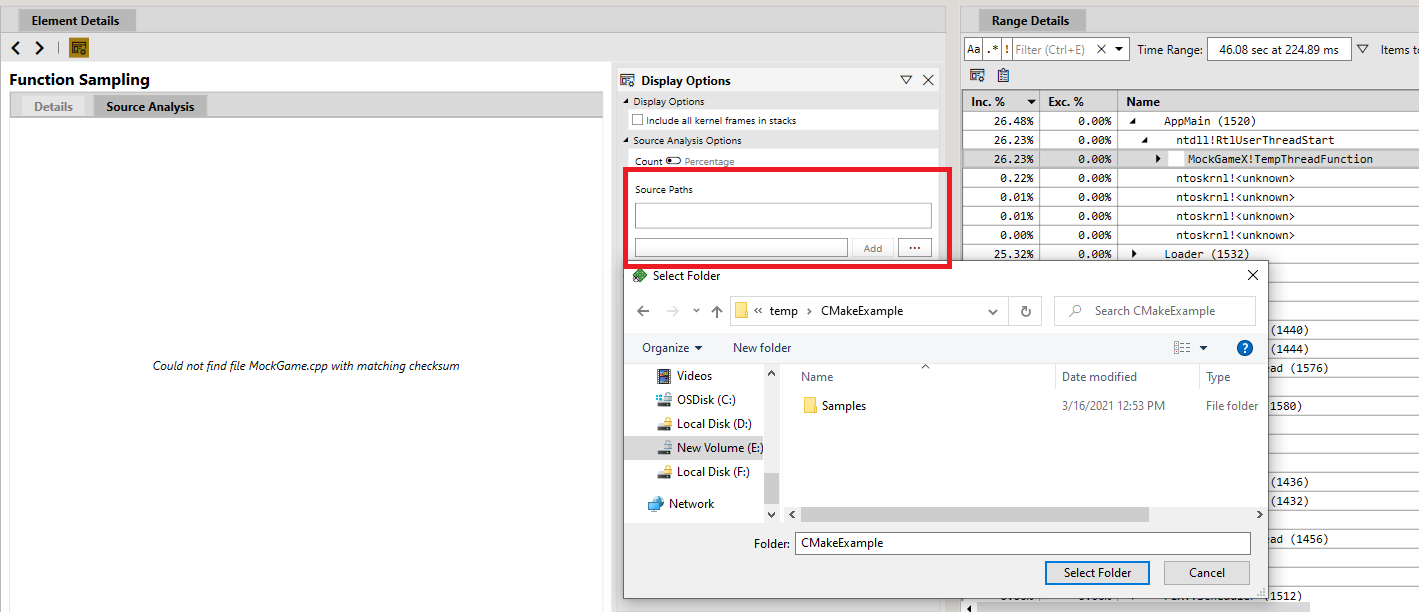 Element Details
Function Sampling
Details
Source Analysis
Could not find file MockGame.cpp with matching checksum
Display Options
Display Options
Include all kernel frames in stacks
Source Analysis Options
Count
Percentage
Source Paths
Add
...
Range Details
Aa
.*
!
Filter (Ctrl+E)
Time Range:
46.08 sec at 224.89 ms
Items to
Inc. %
Exc. %
Name
26.48% 0.00% AppMain (1520)
26.23% 0.00% ntdll!RtlUserThreadStart
26.23% 0.00% MockGameX!TempThreadFunction
0.22% 0.00% ntoskrnl!<unknown>
0.01% 0.00% ntoskrnl!<unknown>
0.01% 0.00% ntoskrnl!<unknown>
0.00% 0.00% ntoskrnl!<unknown>
25.32% 0.00% Loader (1532)
(1440)
(1444)
ead (1576)
1580)
(1436)
(1432)
ead (1456)
(1512)
Select Folder
« temp › CMakeExample
Search CMakeExample
Organize
New folder
?
Videos
OSDisk (C:)
Local Disk (D:)
New Volume (E:)
Local Disk (F:)
Network
Name
Date modified
Type
Samples
3/16/2021 12:53 PM
File folder
Folder:
CMakeExample
Select Folder
Cancel